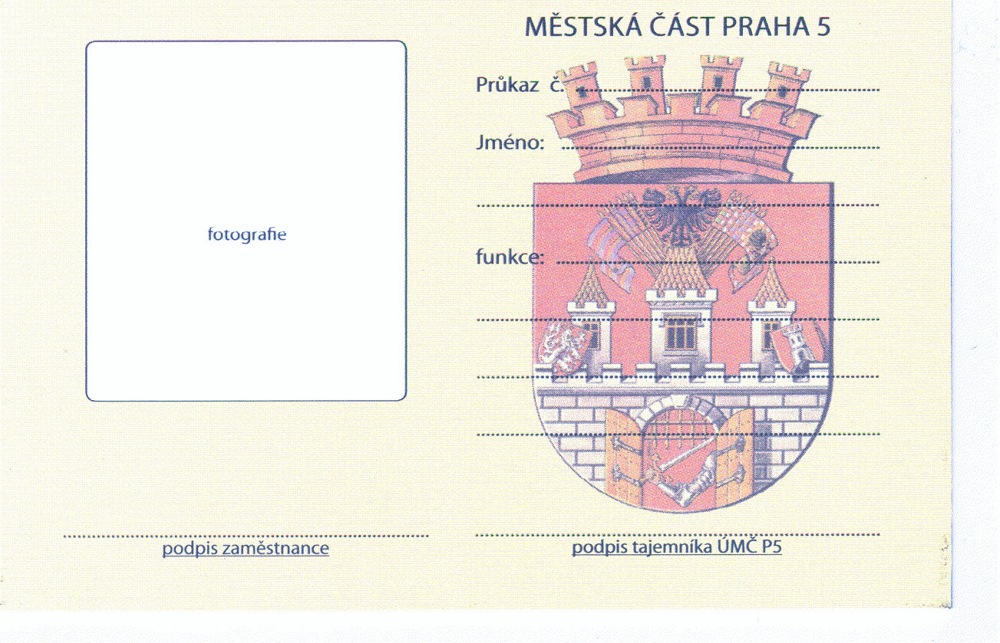 MĚSTSKÁ ČÁST PRAHA 5
Průkaz č.
Jméno:
funkce:
fotografie
podpis zaměstnance
podpis tajemníka ÚMČ P5